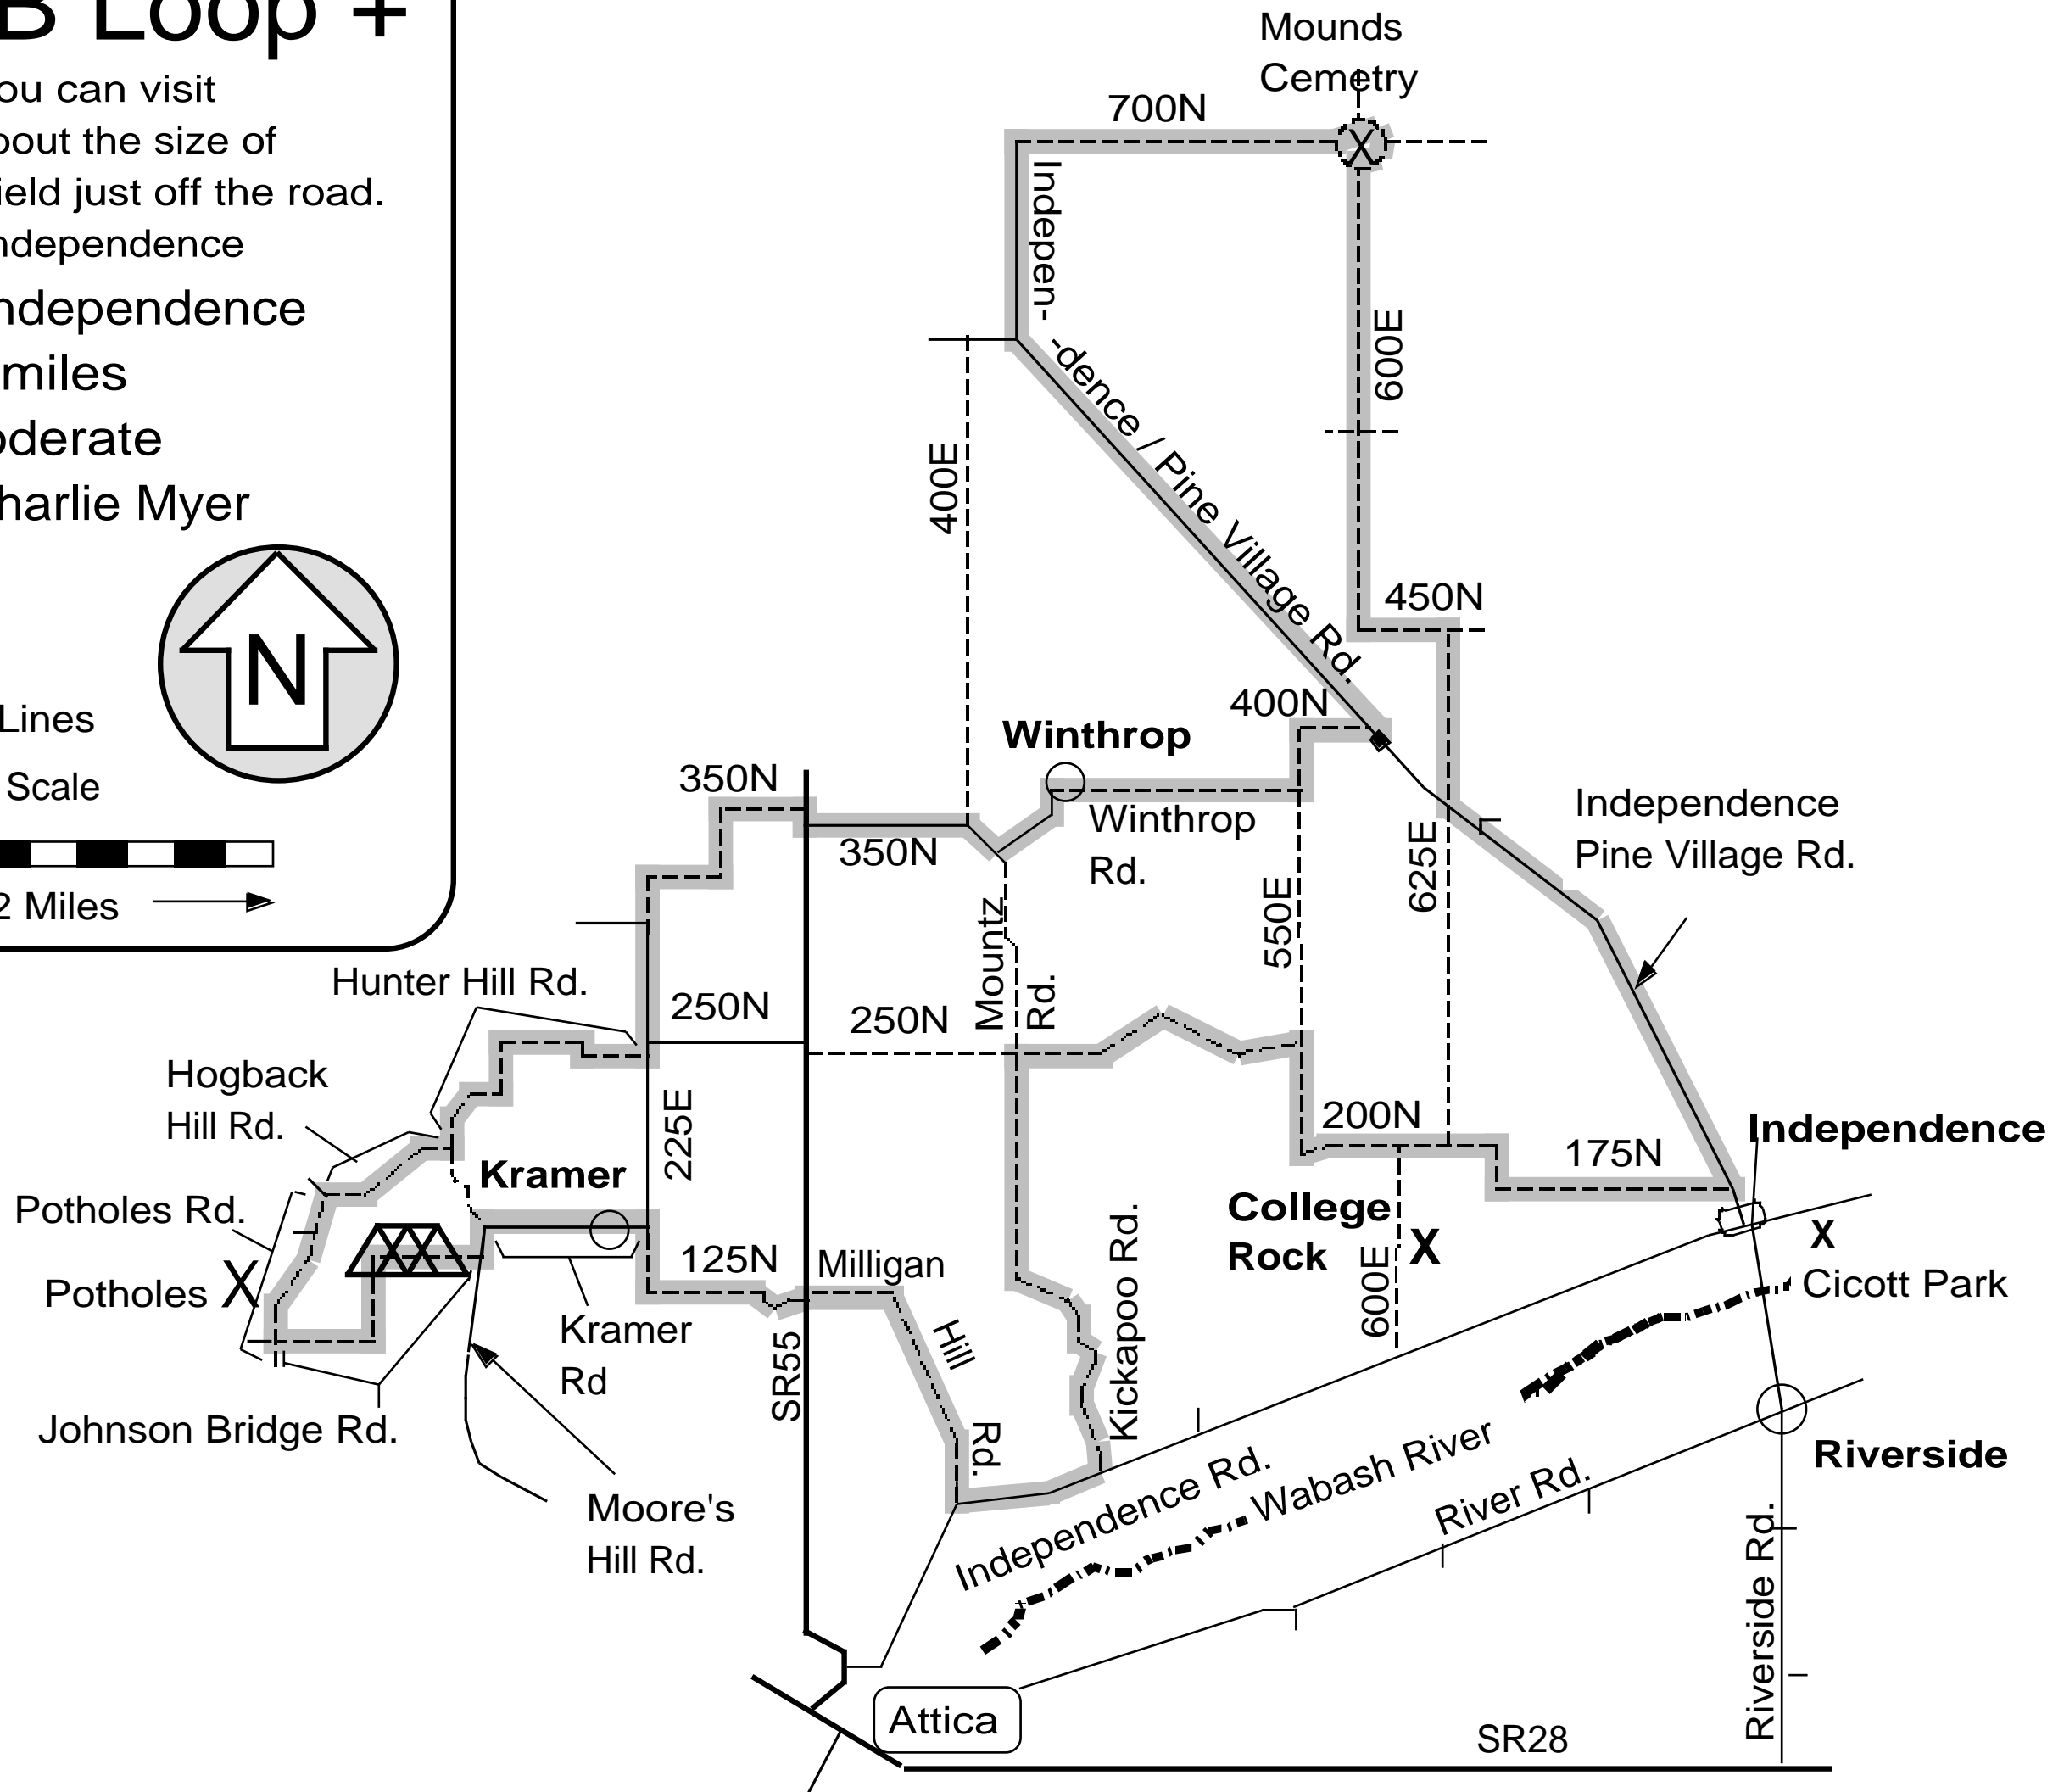 B Loop +
ou can visit
bout the size of
ield just off the road.
ndependence
ndependence
miles
oderate
harlie Myer
N
Lines
Scale
2 Miles
Mounds
Cemetry
700N
X
Indepen-
-dence / Pine Village Rd.
600E
400E
450N
400N
Winthrop
350N
350N
Winthrop
Rd.
Independence
Pine Village Rd.
625E
550E
Mountz
Rd.
Hunter Hill Rd.
250N
250N
Hogback
Hill Rd.
225E
200N
Independence
175N
Kramer
Potholes Rd.
College
Rock
X
X
Cicott Park
Potholes X
125N
Milligan
Hill
Rd.
Kickapoo Rd.
600E
Kramer
Rd
SR55
Johnson Bridge Rd.
Riverside
Independence Rd.
Wabash River
River Rd.
Moore's
Hill Rd.
Riverside Rd.
Attica
SR28